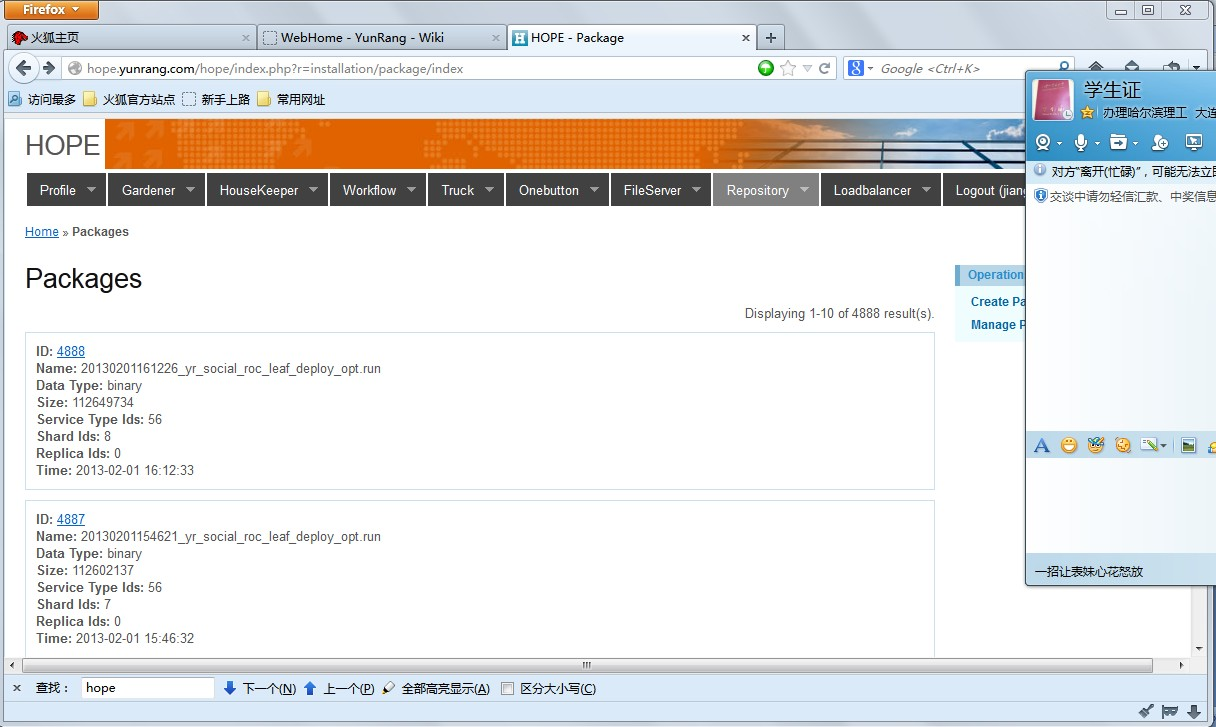 Firefox
火狐主页
WebHome - YunRang - Wiki
HOPE - Package
hope.yunrang.com/hope/index.php?r=installation/package/index
Google <Ctrl+K>
访问最多 火狐官方站点 新手上路 常用网址
HOPE
Profile Gardener HouseKeeper Workflow Truck Onebutton FileServer Repository Loadbalancer Logout (jiang
Home » Packages
Packages
Displaying 1-10 of 4888 result(s).
ID: 4888
Name: 20130201161226_yr_social_roc_leaf_deploy_opt.run
Data Type: binary
Size: 112649734
Service Type Ids: 56
Shard Ids: 8
Replica Ids: 0
Time: 2013-02-01 16:12:33
ID: 4887
Name: 20130201154621_yr_social_roc_leaf_deploy_opt.run
Data Type: binary
Size: 112602137
Service Type Ids: 56
Shard Ids: 7
Replica Ids: 0
Time: 2013-02-01 15:46:32
Operation
Create Pa
Manage P
学生证
办理哈尔滨理工 大连
对方“离开(忙碌)”，可能无法立即
交谈中请勿轻信汇款、中奖信息
一招让表妹心花怒放
查找： hope 下一个(N) 上一个(P) 全部高亮显示(A) 区分大小写(C)